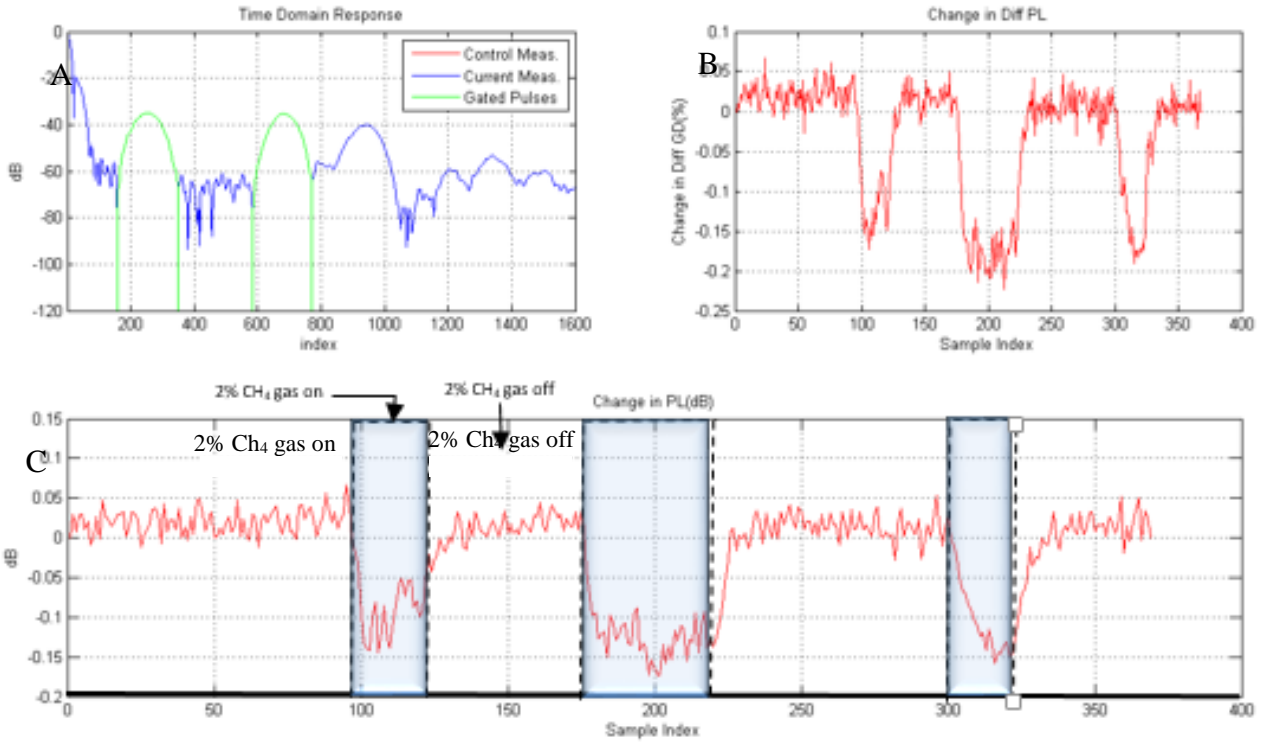 Time Domain Response
A
0
-20
-40
-60
-80
-100
-120
dB
Control Meas.
Current Meas.
Gated Pulses
200 400 600 800 1000 1200 1400 1600
index
Change in Diff PL
B
0.1
0
-0.05
-0.1
-0.15
-0.2
-0.25
Change in Diff GD(%)
0 50 100 150 200 250 300 350 400
Sample Index
2% CH₄ gas on
2% CH₄ gas off
Change in PL(dB)
2% Ch₄ gas on
2% Ch₄ gas off
C
0.15
0.1
0.05
0
-0.05
-0.1
-0.15
-0.2
dB
0 50 100 150 200 250 300 350 400
Sample Index